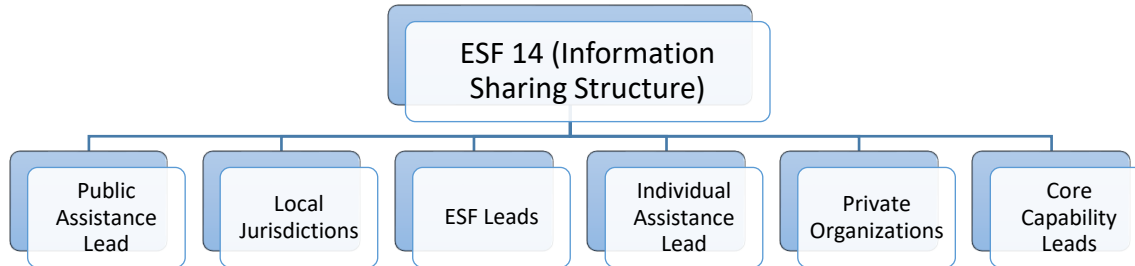 ESF 14 (Information
Sharing Structure)
Public
Assistance
Lead
Local
Jurisdictions
ESF Leads
Individual
Assistance
Lead
Private
Organizations
Core
Capability
Leads